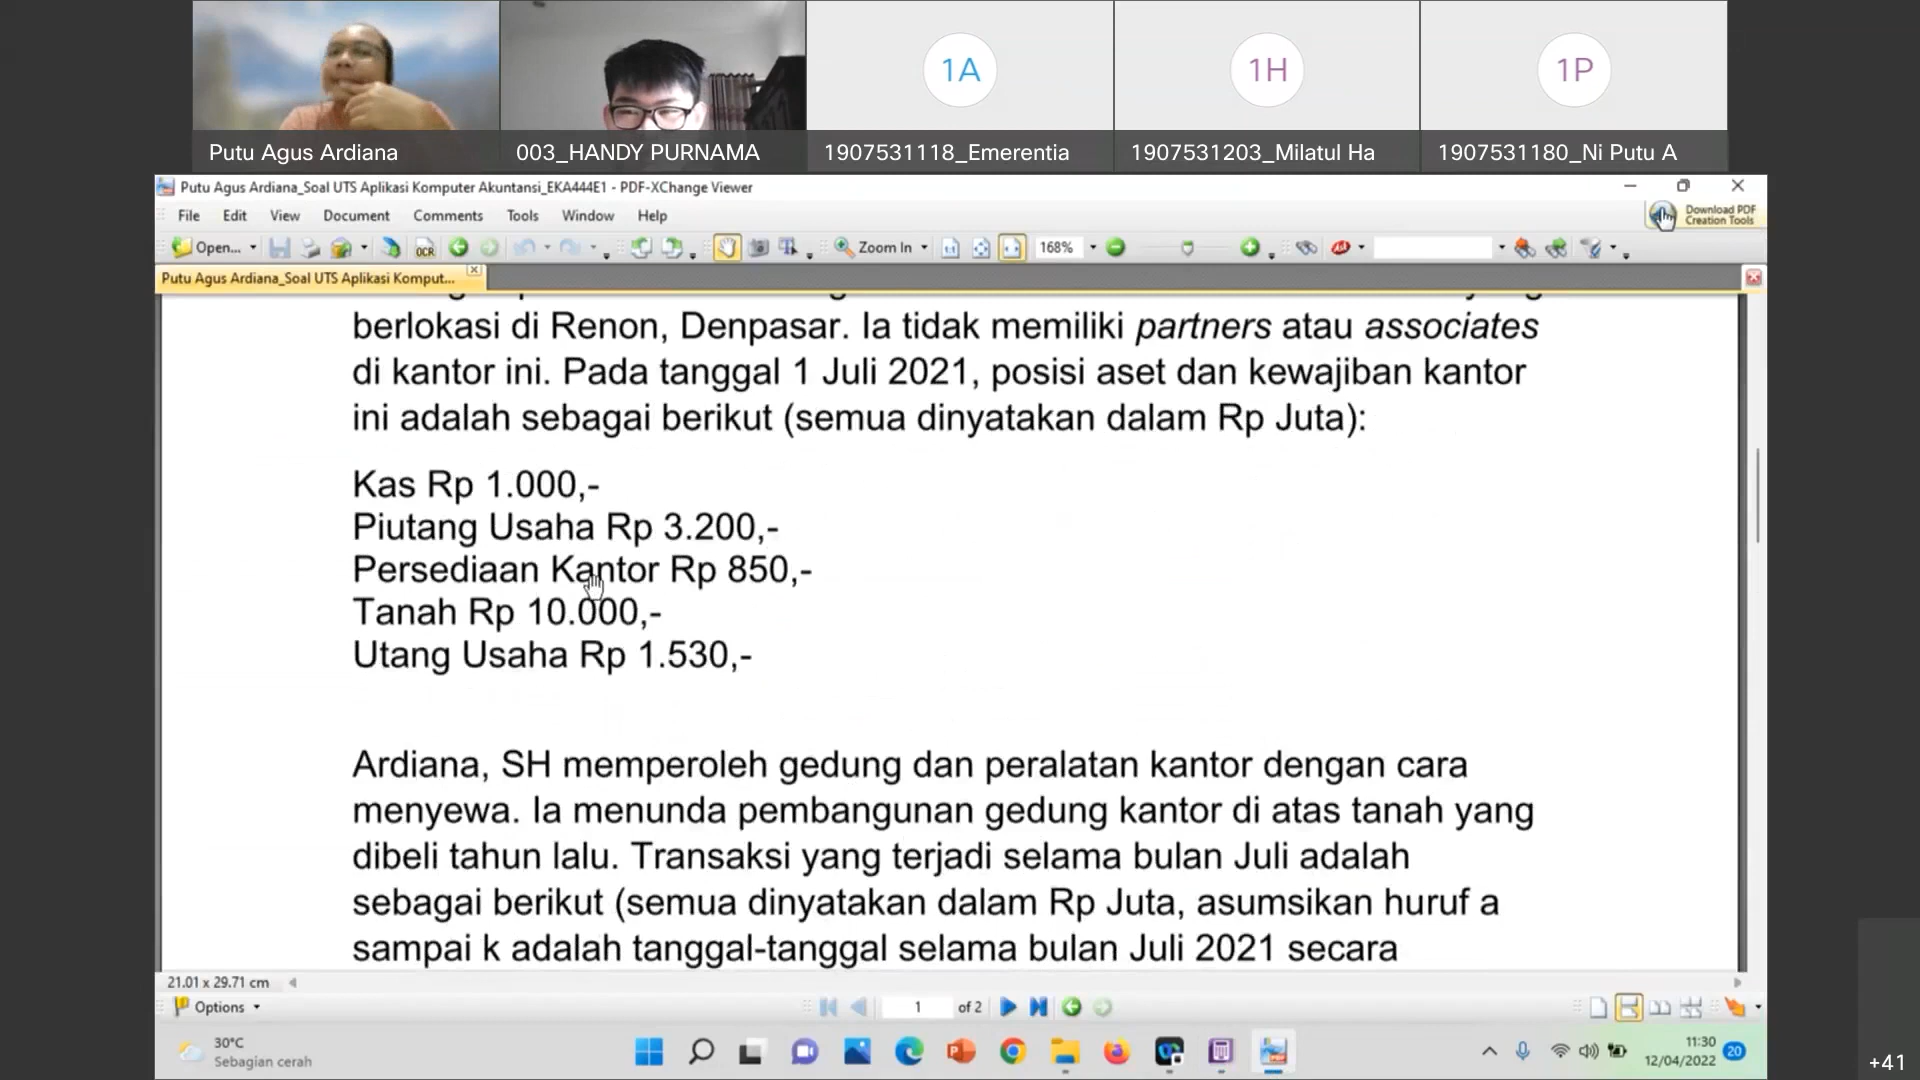 1A
1H
1P
Putu Agus Ardiana
003_HANDY PURNAMA
1907531118_Emerentia
1907531203_Milatul Ha
1907531180_Ni Putu A
Putu Agus Ardiana_Soal UTS Aplikasi Komputer Akuntansi_EKA444E1 - PDF-XChange Viewer
File Edit View Document Comments Tools Window Help
Download PDF
Creation Tools
Open...
OCR
Zoom In
168%
Putu Agus Ardiana_Soal UTS Aplikasi Komput...
berlokasi di Renon, Denpasar. Ia tidak memiliki partners atau associates
di kantor ini. Pada tanggal 1 Juli 2021, posisi aset dan kewajiban kantor
ini adalah sebagai berikut (semua dinyatakan dalam Rp Juta):
Kas Rp 1.000,-
Piutang Usaha Rp 3.200,-
Persediaan Kantor Rp 850,-
Tanah Rp 10.000,-
Utang Usaha Rp 1.530,-
Ardiana, SH memperoleh gedung dan peralatan kantor dengan cara
menyewa. Ia menunda pembangunan gedung kantor di atas tanah yang
dibeli tahun lalu. Transaksi yang terjadi selama bulan Juli adalah
sebagai berikut (semua dinyatakan dalam Rp Juta, asumsikan huruf a
sampai k adalah tanggal-tanggal selama bulan Juli 2021 secara
21.01 x 29.71 cm
Options
1 of 2
30°C
Sebagian cerah
11:30
12/04/2022
20
+41